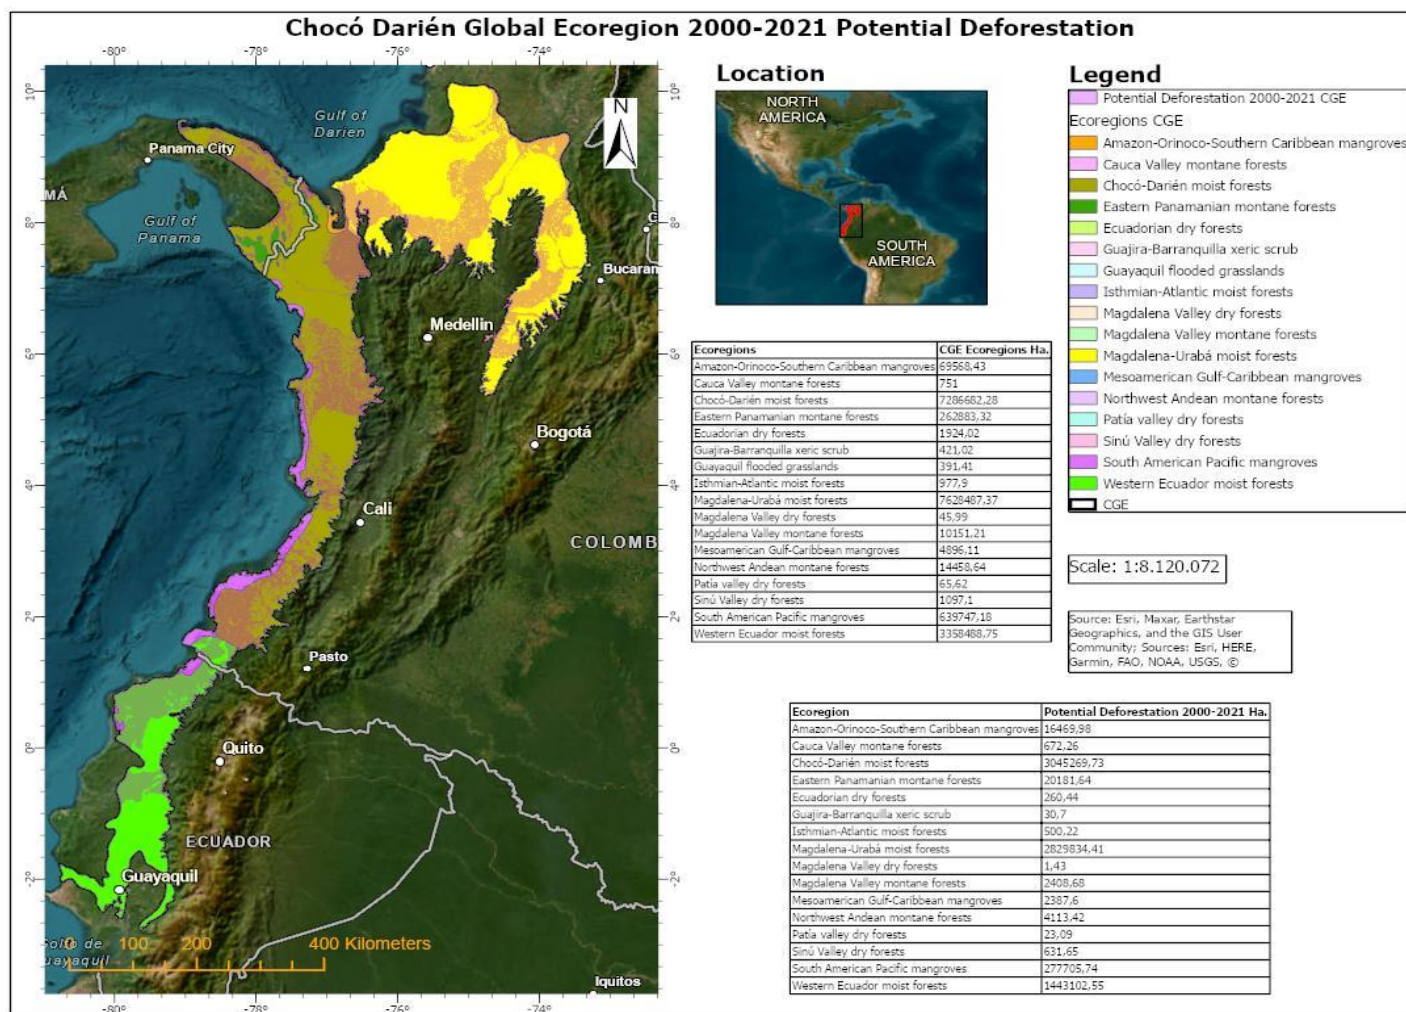 Chocó Darién Global Ecoregion 2000-2021 Potential Deforestation
-80° -78° -76° -74°
-80° -78° -76° -74°
10° 8° 6° 4° 2° 0° -2°
10° 8° 6° 4° 2° 0° -2°
N
Gulf of
Darien
Panama City
MÁ
Gulf of
Panama
C
Bucaram
Medellin
Bogotá
Cali
COLOMB
Pasto
Quito
ECUADOR
Guayaquil
Golfo de
uayaquil
0 100 200 400 Kilometers
Iquitos
Location
NORTH
AMERICA
SOUTH
AMERICA
Legend
Potential Deforestation 2000-2021 CGE
Ecoregions CGE
Amazon-Orinoco-Southern Caribbean mangroves
Cauca Valley montane forests
Chocó-Darién moist forests
Eastern Panamanian montane forests
Ecuadorian dry forests
Guajira-Barranquilla xeric scrub
Guayaquil flooded grasslands
Isthmian-Atlantic moist forests
Magdalena Valley dry forests
Magdalena Valley montane forests
Magdalena-Urabá moist forests
Mesoamerican Gulf-Caribbean mangroves
Northwest Andean montane forests
Patía valley dry forests
Sinú Valley dry forests
South American Pacific mangroves
Western Ecuador moist forests
CGE
Ecoregions CGE Ecoregions Ha.
Amazon-Orinoco-Southern Caribbean mangroves 69568,43
Cauca Valley montane forests 751
Chocó-Darién moist forests 7286682,28
Eastern Panamanian montane forests 262883,32
Ecuadorian dry forests 1924,02
Guajira-Barranquilla xeric scrub 421,02
Guayaquil flooded grasslands 391,41
Isthmian-Atlantic moist forests 977,9
Magdalena-Urabá moist forests 7628487,37
Magdalena Valley dry forests 45,99
Magdalena Valley montane forests 10151,21
Mesoamerican Gulf-Caribbean mangroves 4896,11
Northwest Andean montane forests 14458,64
Patía valley dry forests 65,62
Sinú Valley dry forests 1097,1
South American Pacific mangroves 639747,18
Western Ecuador moist forests 3358488,75
Scale: 1:8.120.072
Source: Esri, Maxar, Earthstar
Geographics, and the GIS User
Community; Sources: Esri, HERE,
Garmin, FAO, NOAA, USGS, ©
Ecoregion Potential Deforestation 2000-2021 Ha.
Amazon-Orinoco-Southern Caribbean mangroves 16469,98
Cauca Valley montane forests 672,26
Chocó-Darién moist forests 3045269,73
Eastern Panamanian montane forests 20181,64
Ecuadorian dry forests 260,44
Guajira-Barranquilla xeric scrub 30,7
Isthmian-Atlantic moist forests 500,22
Magdalena-Urabá moist forests 2829834,41
Magdalena Valley dry forests 1,43
Magdalena Valley montane forests 2408,68
Mesoamerican Gulf-Caribbean mangroves 2387,6
Northwest Andean montane forests 4113,42
Patía valley dry forests 23,09
Sinú Valley dry forests 631,65
South American Pacific mangroves 277705,74
Western Ecuador moist forests 1443102,55